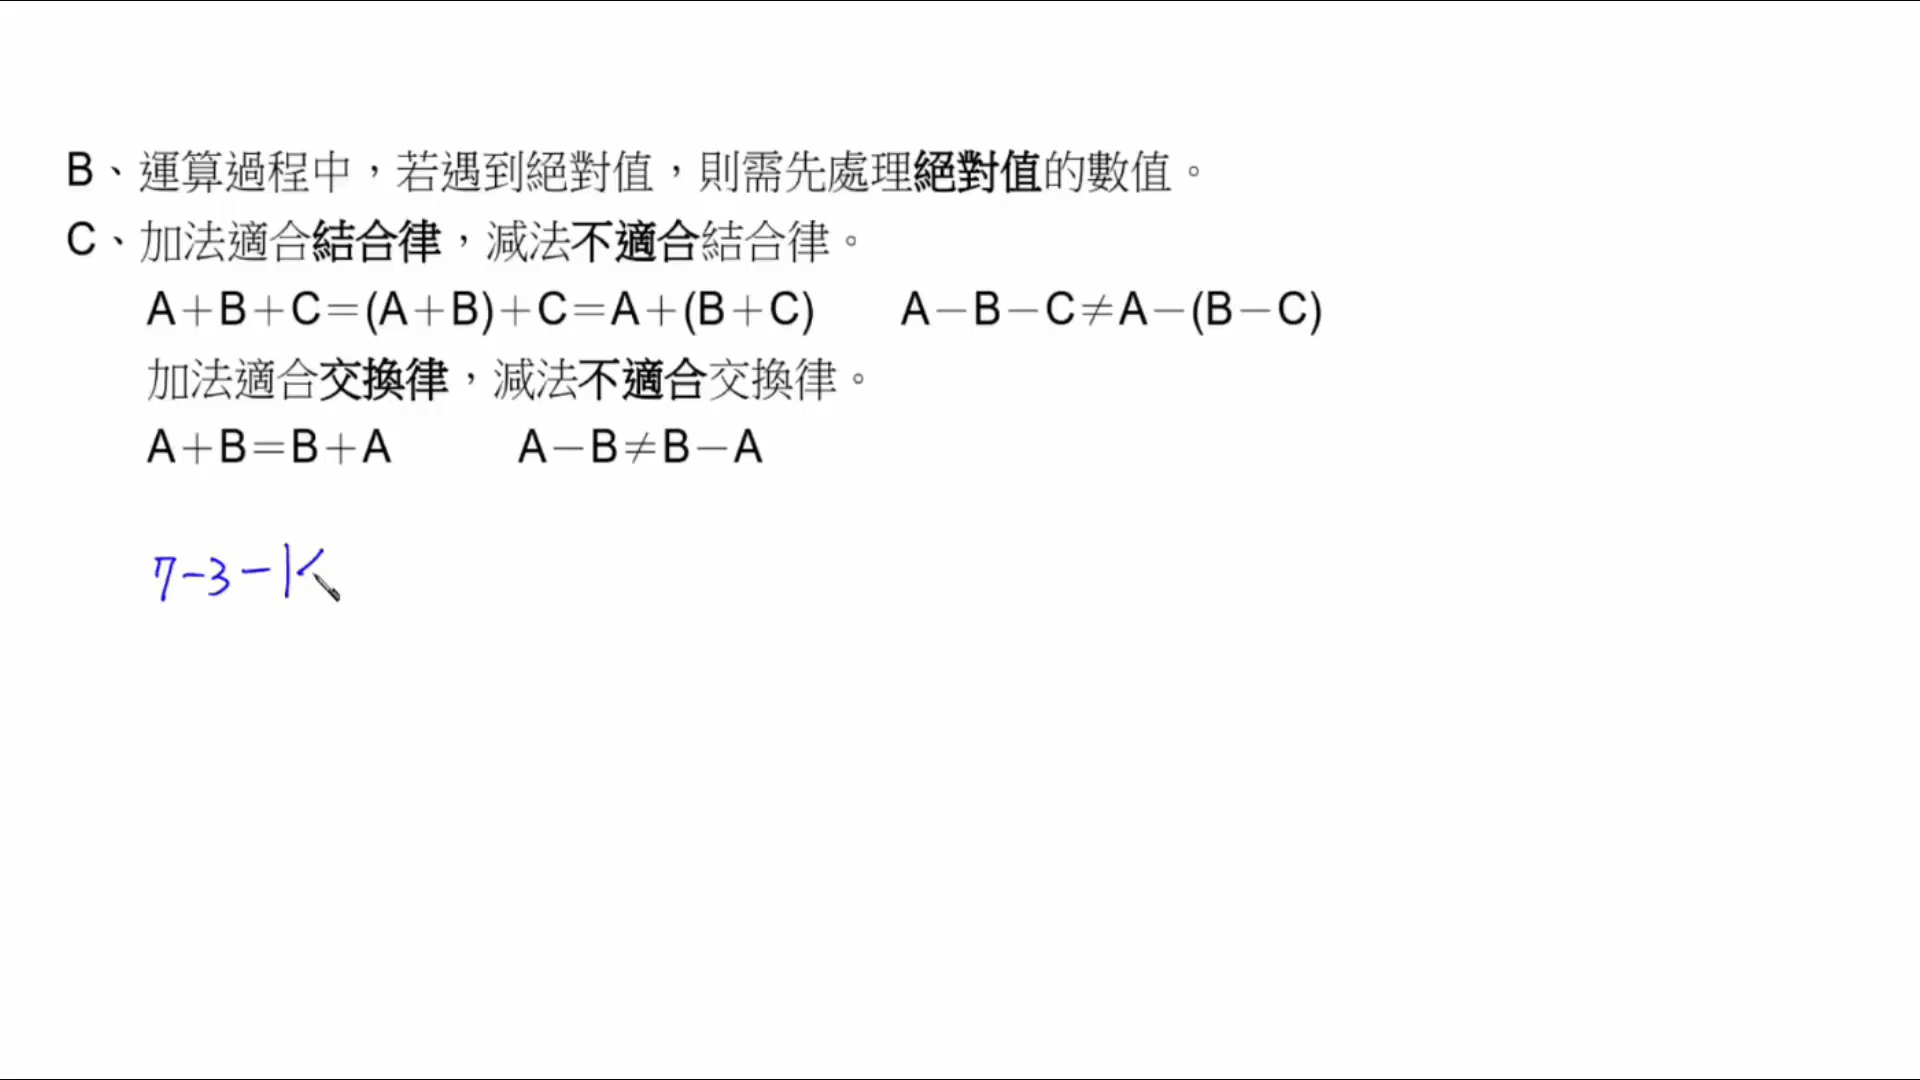 B、運算過程中，若遇到絕對值，則需先處理絕對值的數值。
C、加法適合結合律，減法不適合結合律。
A＋B＋C＝(A＋B)＋C＝A＋(B＋C)　　A－B－C≠A－(B－C)
加法適合交換律，減法不適合交換律。
A＋B＝B＋A　　A－B≠B－A
7-3-|